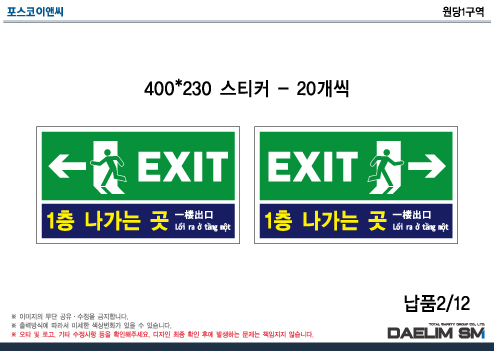 포스코이앤씨
원당1구역
400*230 스티커 - 20개씩
EXIT
1층 나가는 곳
一楼出口
Lối ra ở tầng một
EXIT
1층 나가는 곳
一楼出口
Lối ra ở tầng một
납품2/12
※ 이미지의 무단 공유·수정을 금지합니다.
※ 출력방식에 따라서 미세한 색상변화가 있을 수 있습니다.
※ 오타 및 로고, 기타 수정사항 등을 확인해주세요. 디자인 최종 확인 후에 발생하는 문제는 책임지지 않습니다.
TOTAL SAFETY GROUP CO., LTD
DAELIM SM